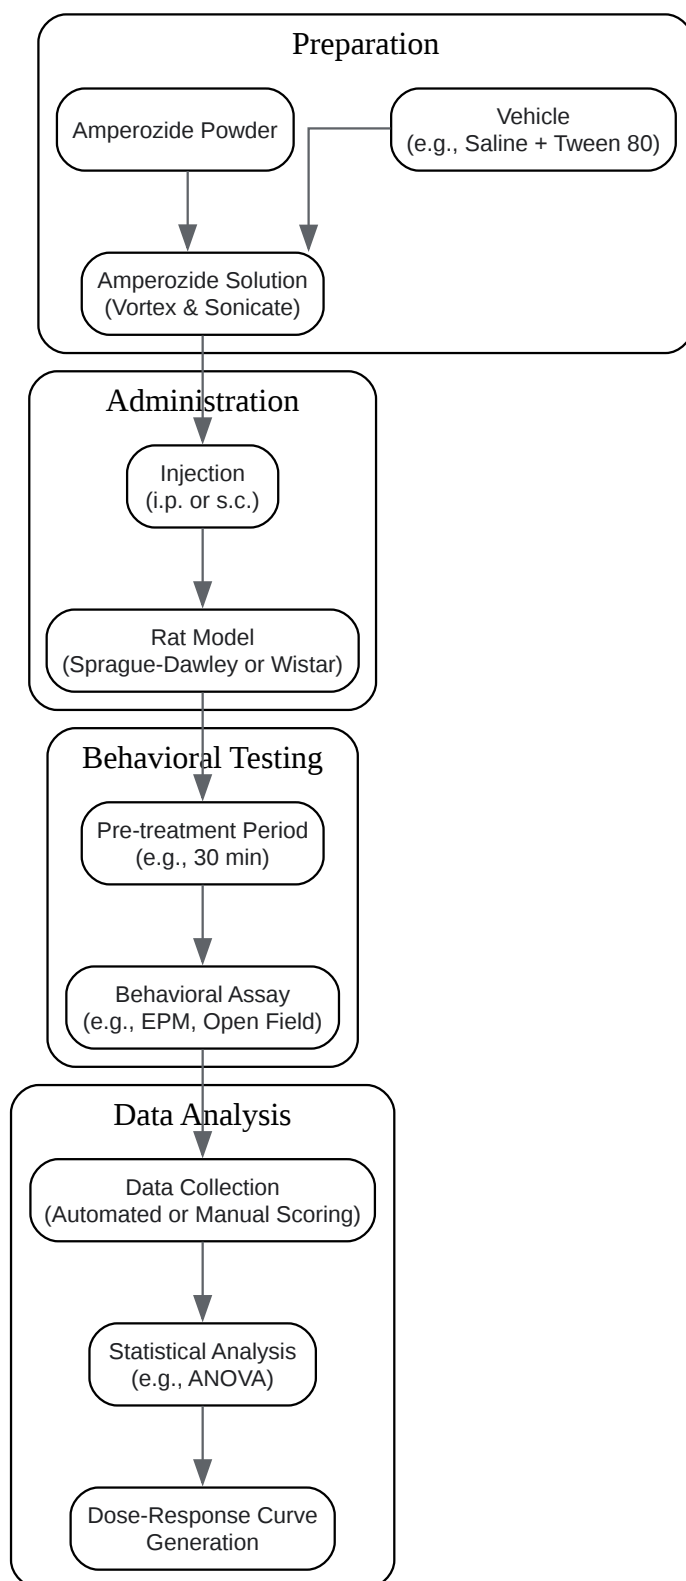 Preparation
Amperozide Powder
Vehicle
(e.g., Saline + Tween 80)
Amperozide Solution
(Vortex & Sonicate)
Administration
Injection
(i.p. or s.c.)
Rat Model
(Sprague-Dawley or Wistar)
Behavioral Testing
Pre-treatment Period
(e.g., 30 min)
Behavioral Assay
(e.g., EPM, Open Field)
Data Analysis
Data Collection
(Automated or Manual Scoring)
Statistical Analysis
(e.g., ANOVA)
Dose-Response Curve
Generation